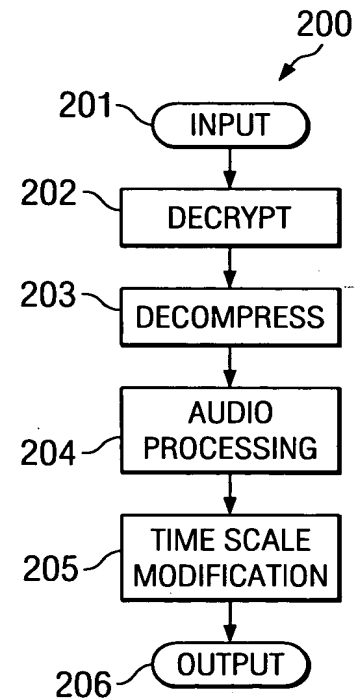 200
201
INPUT
202
DECRYPT
203
DECOMPRESS
204
AUDIO
PROCESSING
205
TIME SCALE
MODIFICATION
206
OUTPUT